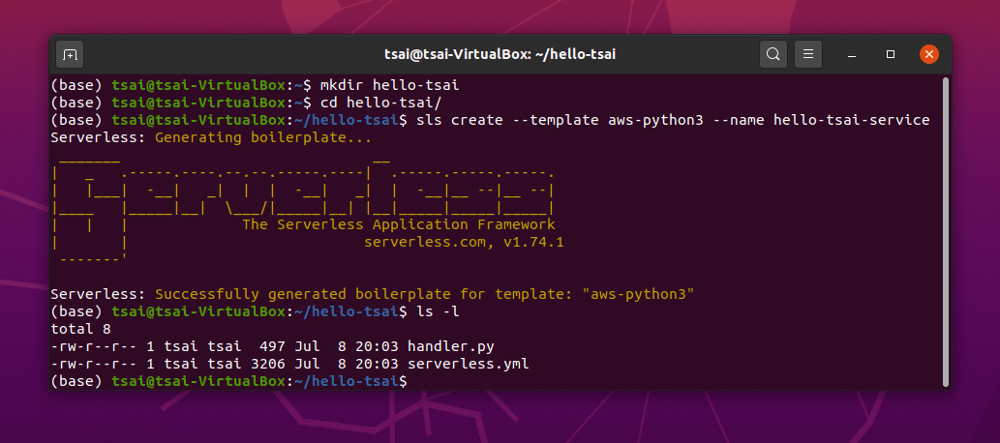 tsai@tsai-VirtualBox: ~/hello-tsai
(base) tsai@tsai-VirtualBox:~$ mkdir hello-tsai
(base) tsai@tsai-VirtualBox:~$ cd hello-tsai/
(base) tsai@tsai-VirtualBox:~/hello-tsai$ sls create --template aws-python3 --name hello-tsai-service
Serverless: Generating boilerplate...
 _______                             __
|   _   .-----.----.--.--.-----.----|  .-----.-----.-----.
|   |___|  -__|   _|  |  |  -__|   _|  |  -__|__ --|__ --|
|____   |_____|__|  \___/|_____|__| |__|_____|_____|_____|
|   |   |             The Serverless Application Framework
|       |                           serverless.com, v1.74.1
 -------'
Serverless: Successfully generated boilerplate for template: "aws-python3"
(base) tsai@tsai-VirtualBox:~/hello-tsai$ ls -l
total 8
-rw-r--r-- 1 tsai tsai  497 Jul  8 20:03 handler.py
-rw-r--r-- 1 tsai tsai 3206 Jul  8 20:03 serverless.yml
(base) tsai@tsai-VirtualBox:~/hello-tsai$